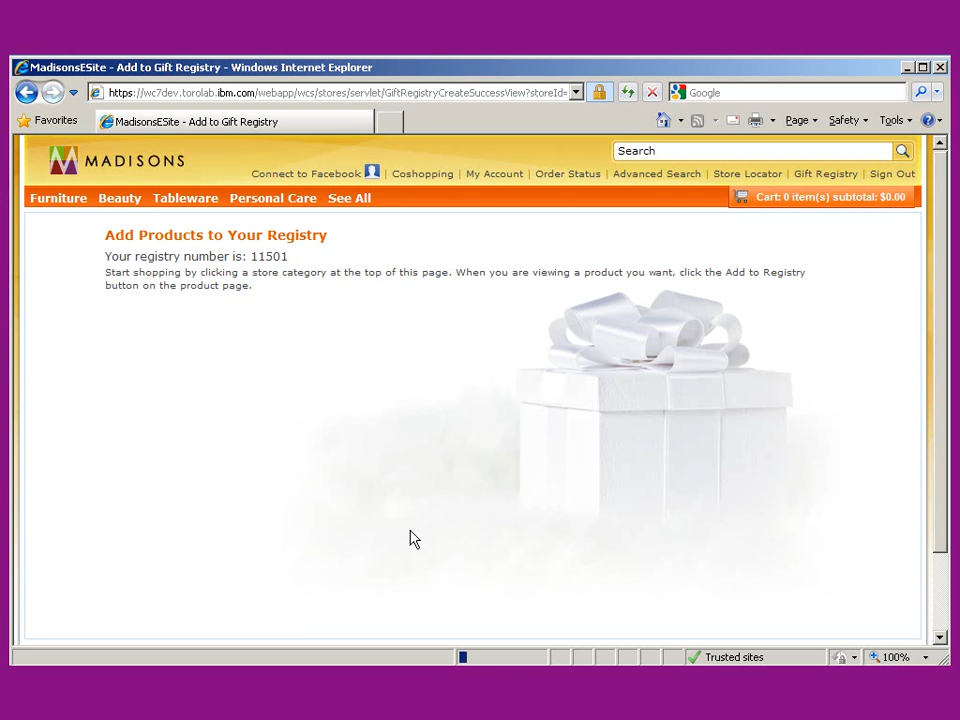 MadisonsESite - Add to Gift Registry - Windows Internet Explorer
https://wc7dev.torolab.ibm.com/webapp/wcs/stores/servlet/GiftRegistryCreateSuccessView?storeId=
Google
Favorites
MadisonsESite - Add to Gift Registry
Page
Safety
Tools
MADISONS
Search
Connect to Facebook | Coshopping | My Account | Order Status | Advanced Search | Store Locator | Gift Registry | Sign Out
Furniture Beauty Tableware Personal Care See All
Cart: 0 item(s) subtotal: $0.00
Add Products to Your Registry
Your registry number is: 11501
Start shopping by clicking a store category at the top of this page. When you are viewing a product you want, click the Add to Registry
button on the product page.
Trusted sites
100%